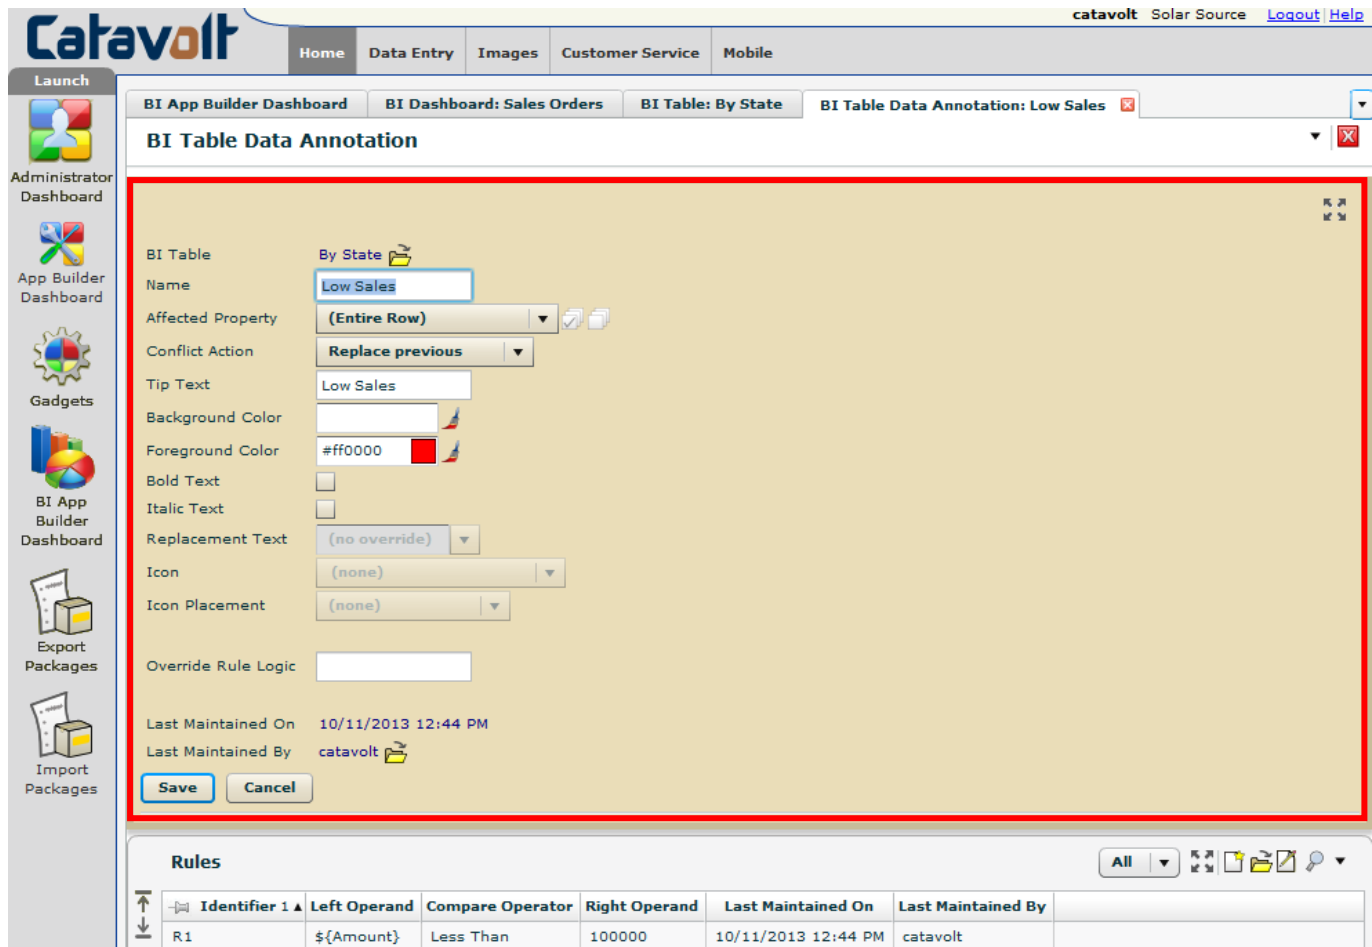 catavolt Solar Source Logout Help
Catavolt
Home Data Entry Images Customer Service Mobile
Launch
BI App Builder Dashboard BI Dashboard: Sales Orders BI Table: By State BI Table Data Annotation: Low Sales
BI Table Data Annotation
Administrator
Dashboard
App Builder
Dashboard
Gadgets
BI App
Builder
Dashboard
Export
Packages
Import
Packages
BI Table By State
Name Low Sales
Affected Property (Entire Row)
Conflict Action Replace previous
Tip Text Low Sales
Background Color
Foreground Color #ff0000
Bold Text
Italic Text
Replacement Text (no override)
Icon (none)
Icon Placement (none)
Override Rule Logic
Last Maintained On 10/11/2013 12:44 PM
Last Maintained By catavolt
Save Cancel
Rules All
Identifier 1 Left Operand Compare Operator Right Operand Last Maintained On Last Maintained By
R1 ${Amount} Less Than 100000 10/11/2013 12:44 PM catavolt